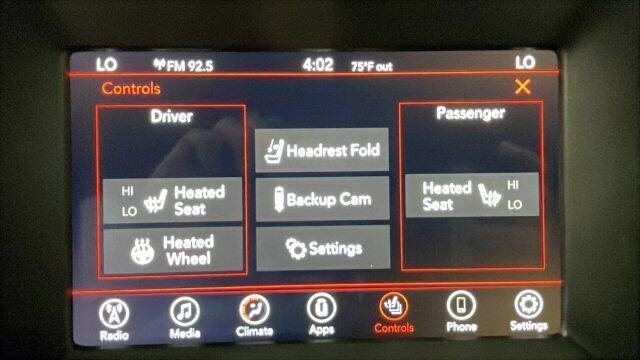 LO FM 92.5 4:02 75°F out LO
Controls
Driver
Passenger
Headrest Fold
HI
LO
Heated
Seat
Backup Cam
Heated
Seat
HI
LO
Heated
Wheel
Settings
Radio Media Climate Apps Controls Phone Settings